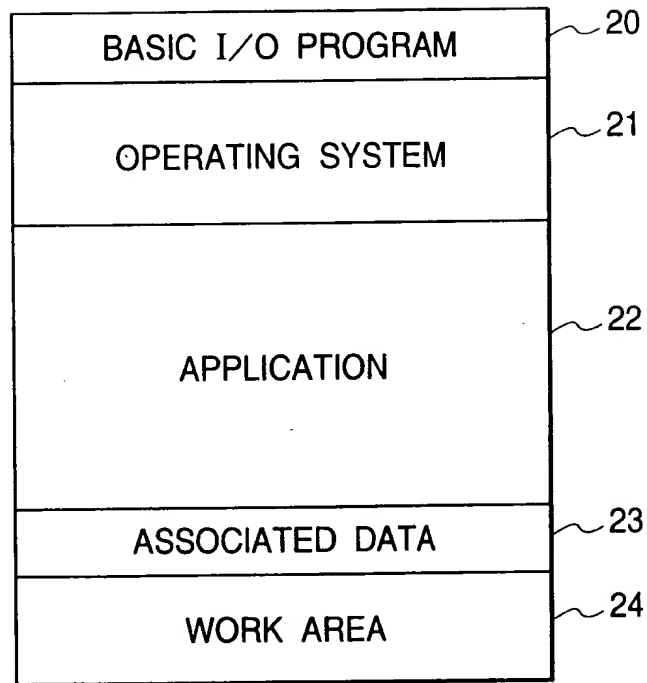 BASIC I/O PROGRAM 20
OPERATING SYSTEM 21
APPLICATION 22
ASSOCIATED DATA 23
WORK AREA 24